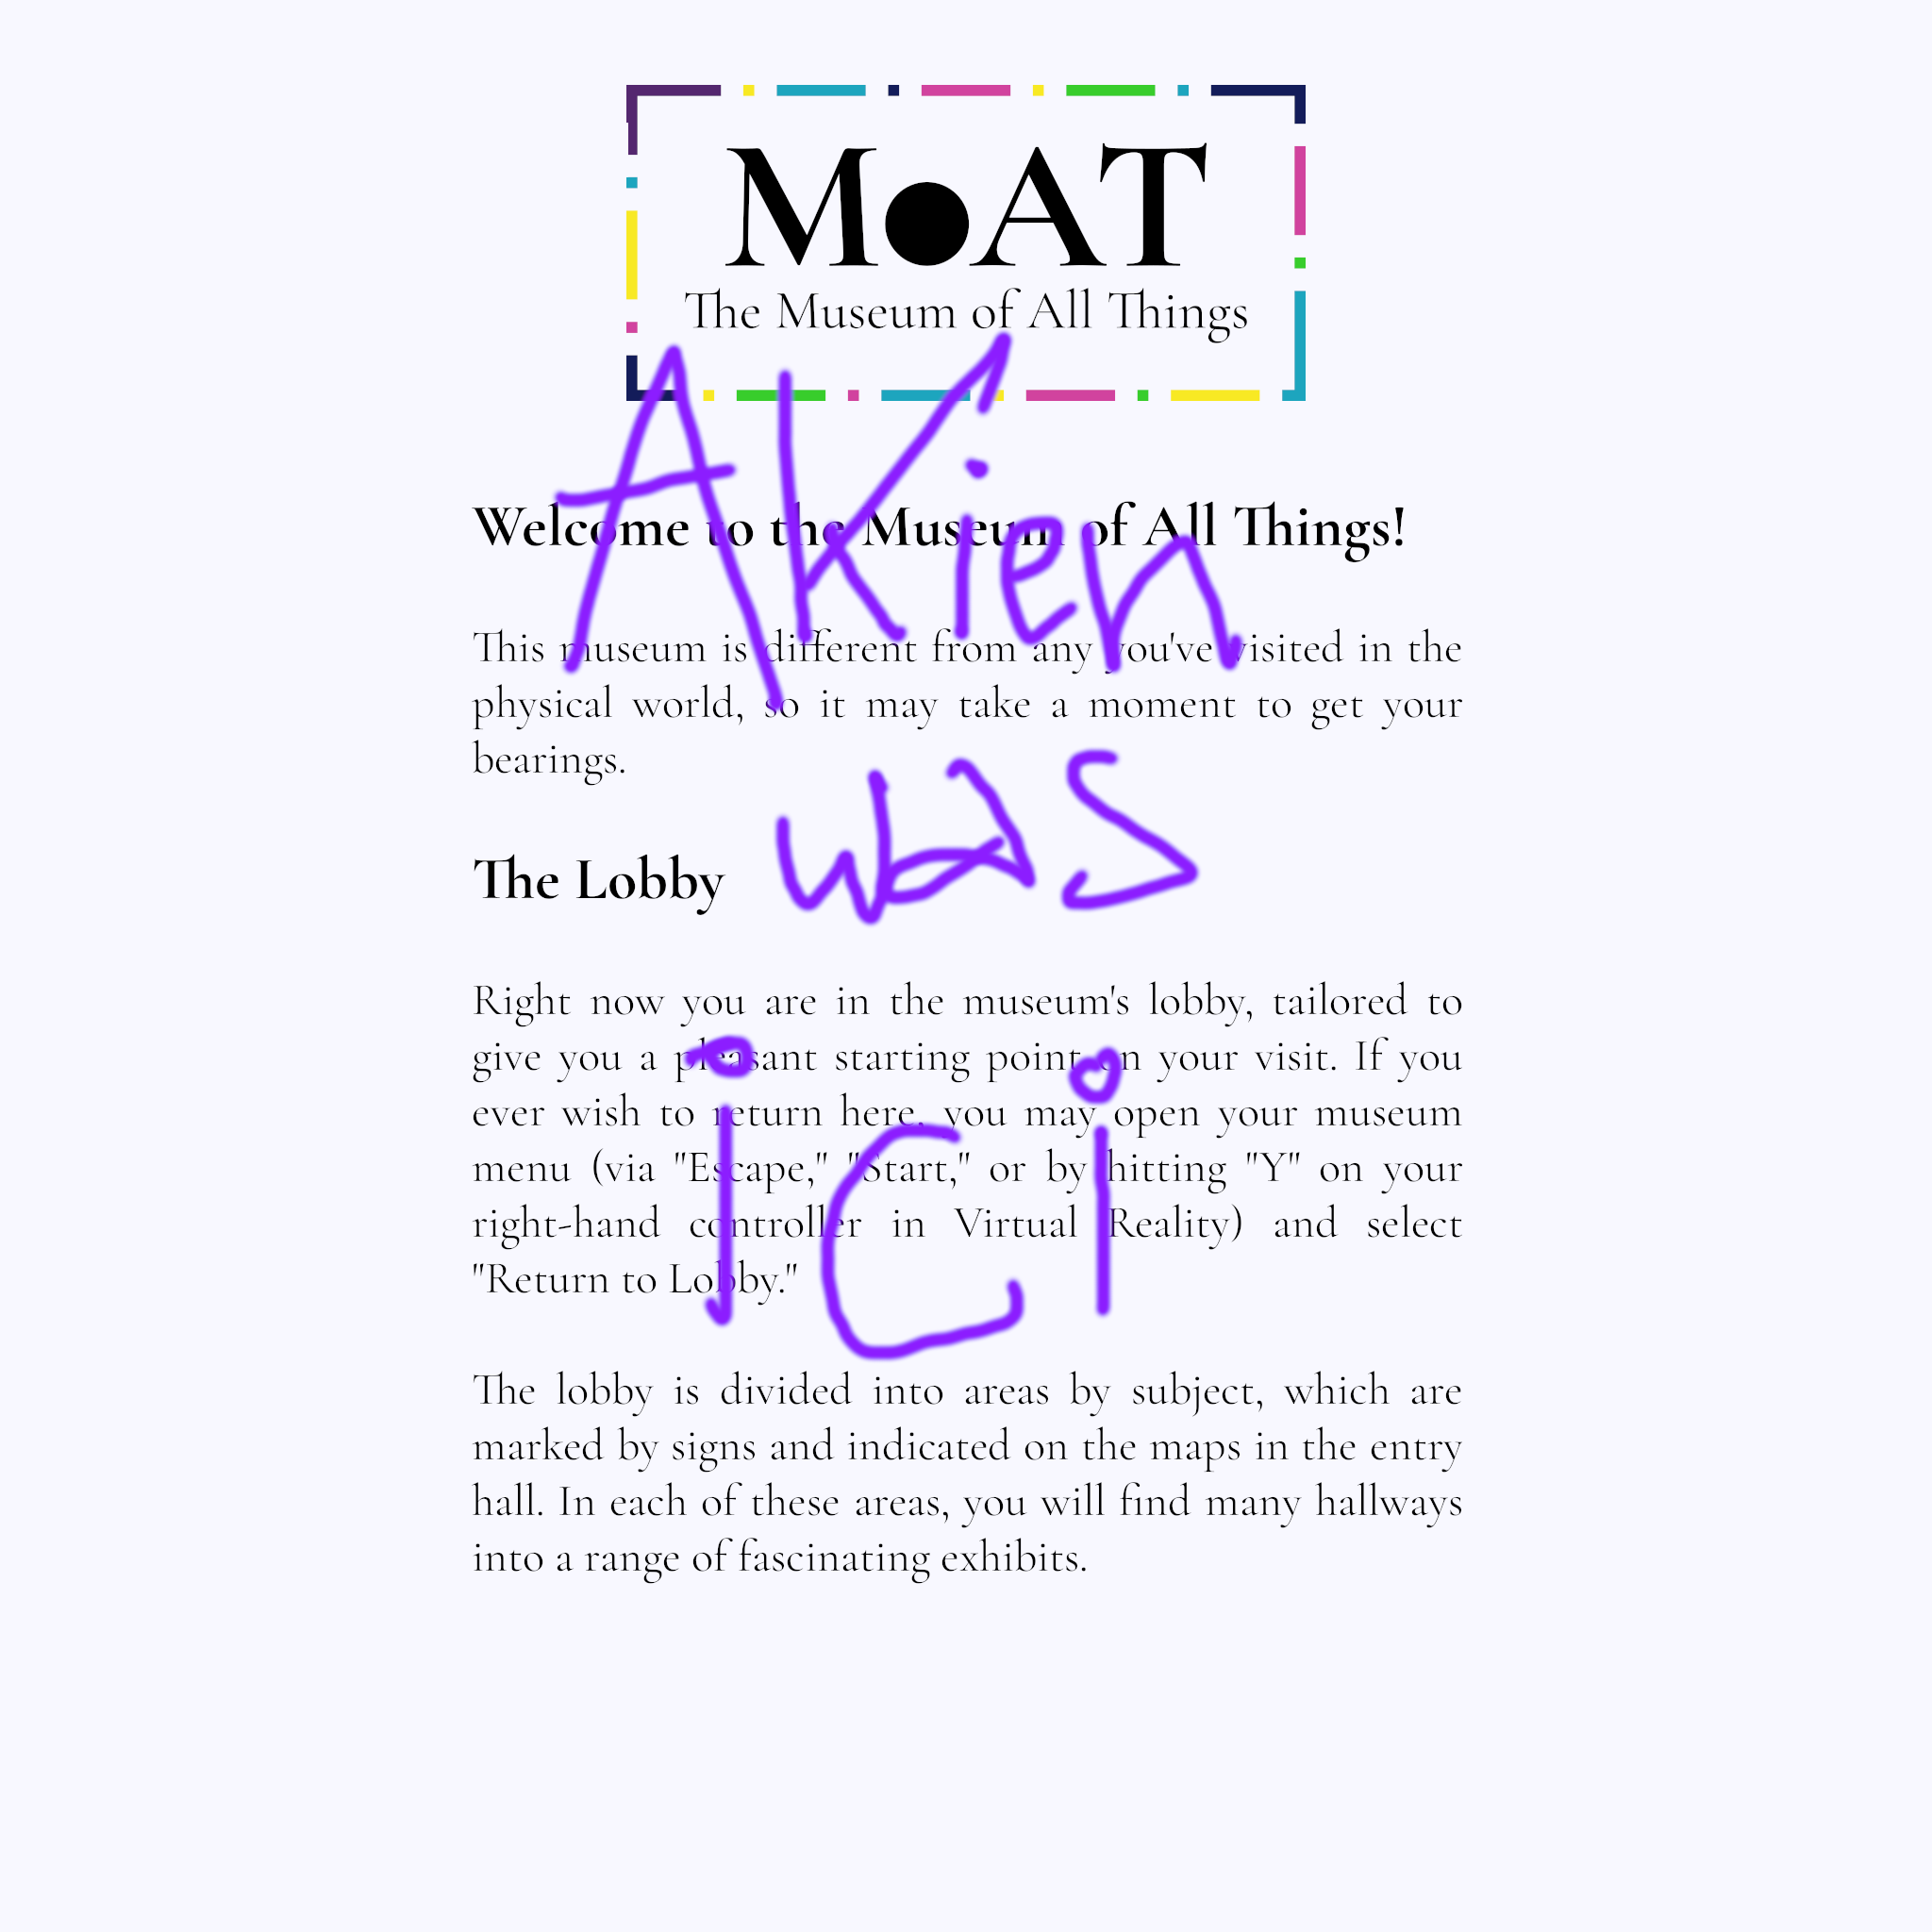 MOAT
The Museum of All Things
Akien
Welcome to the Museum of All Things!
This museum is different from any you've visited in the
physical world, so it may take a moment to get your
bearings.
was
The Lobby
Right now you are in the museum's lobby, tailored to
give you a pleasant starting point on your visit. If you
ever wish to return here, you may open your museum
menu (via "Escape," "Start," or by hitting "Y" on your
right-hand controller in Virtual Reality) and select
"Return to Lobby."
ici
The lobby is divided into areas by subject, which are
marked by signs and indicated on the maps in the entry
hall. In each of these areas, you will find many hallways
into a range of fascinating exhibits.